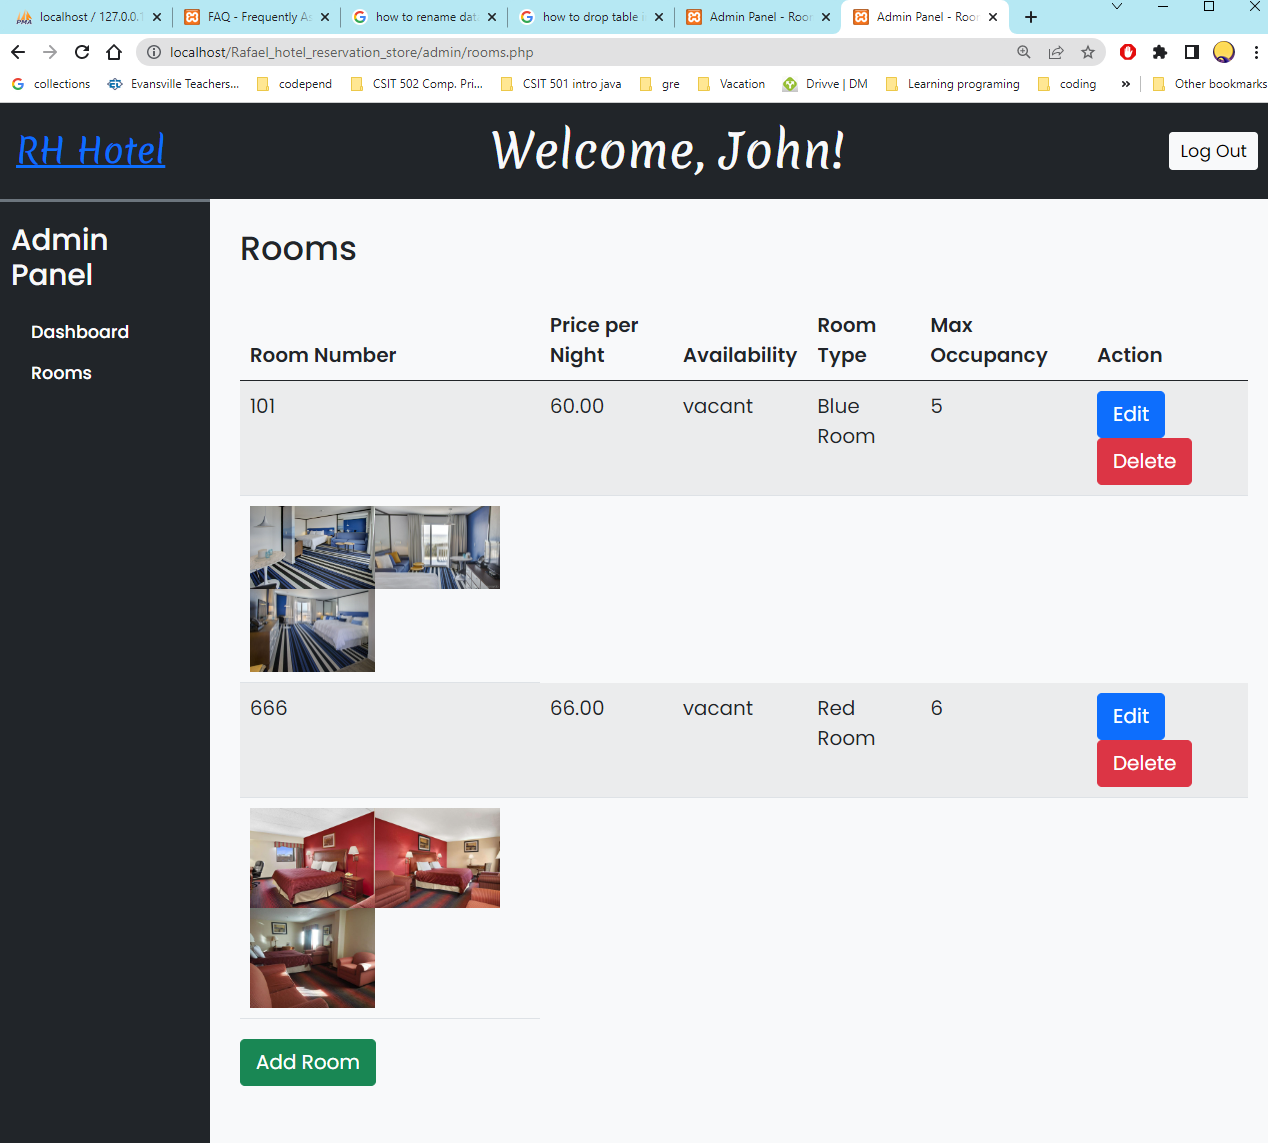 localhost / 127.0.0.1
FAQ - Frequently As
how to rename dat
how to drop table i
Admin Panel - Roo
Admin Panel - Roo
localhost/Rafael_hotel_reservation_store/admin/rooms.php
collections
Evansville Teachers...
codepend
CSIT 502 Comp. Pri...
CSIT 501 intro java
gre
Vacation
Drivve | DM
Learning programing
coding
»
Other bookmarks
RH Hotel
Welcome, John!
Log Out
Admin
Panel
Dashboard
Rooms
Rooms
Room Number
Price per
Night
Availability
Room
Type
Max
Occupancy
Action
101
60.00
vacant
Blue
Room
5
Edit
Delete
666
66.00
vacant
Red
Room
6
Edit
Delete
Add Room